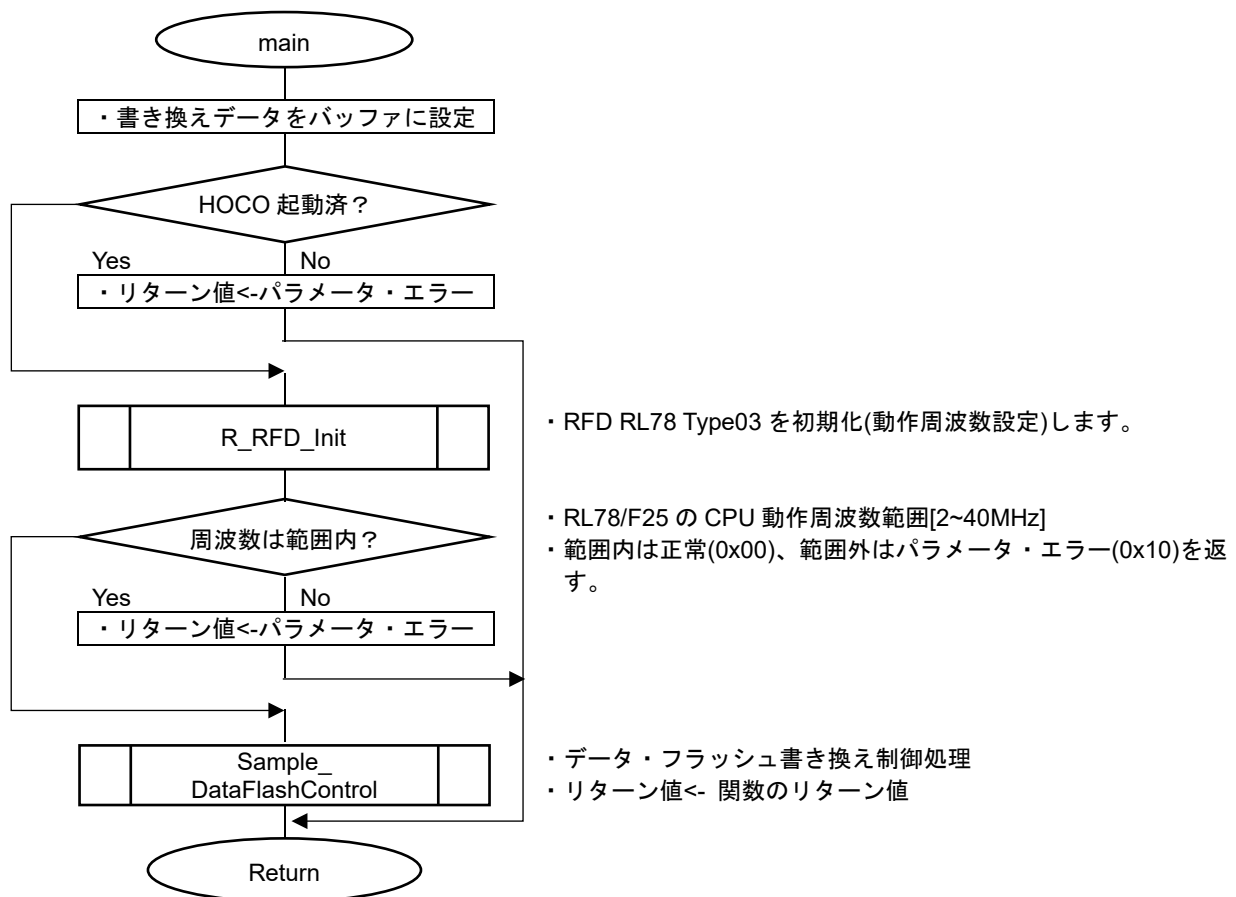 main
・書き換えデータをバッファに設定
HOCO 起動済？
Yes
No
・リターン値<-パラメータ・エラー
R_RFD_Init
・RFD RL78 Type03 を初期化(動作周波数設定)します。
周波数は範囲内？
・RL78/F25 の CPU 動作周波数範囲[2~40MHz]
・範囲内は正常(0x00)、範囲外はパラメータ・エラー(0x10)を返
す。
Yes
No
・リターン値<-パラメータ・エラー
Sample_
DataFlashControl
・データ・フラッシュ書き換え制御処理
・リターン値<- 関数のリターン値
Return